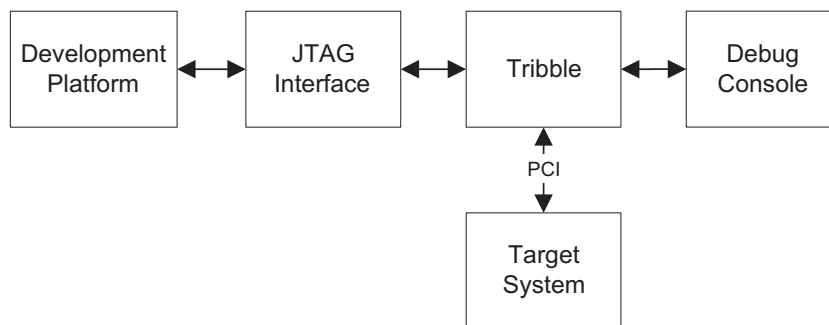 Development
Platform
JTAG
Interface
Tribble
Debug
Console
PCI
Target
System